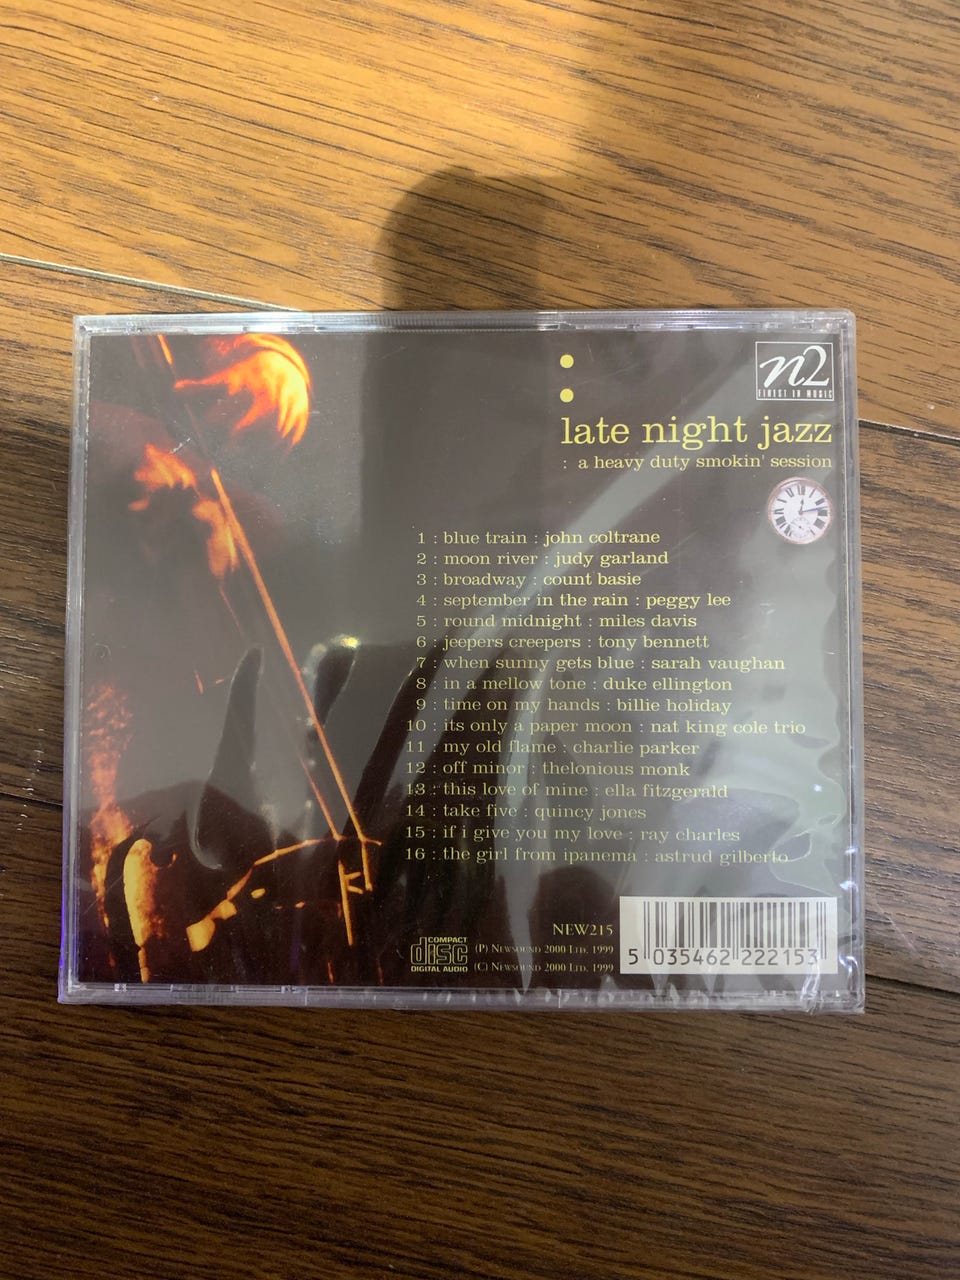 n2
FINEST IN MUSIC
late night jazz
: a heavy duty smokin' session
1 : blue train : john coltrane
2 : moon river : judy garland
3 : broadway : count basie
4 : september in the rain : peggy lee
5 : round midnight : miles davis
6 : jeepers creepers : tony bennett
7 : when sunny gets blue : sarah vaughan
8 : in a mellow tone : duke ellington
9 : time on my hands : billie holiday
10 : its only a paper moon : nat king cole trio
11 : my old flame : charlie parker
12 : off minor : thelonious monk
13 : this love of mine : ella fitzgerald
14 : take five : quincy jones
15 : if i give you my love : ray charles
16 : the girl from ipanema : astrud gilberto
NEW215
COMPACT
disc
DIGITAL AUDIO
(P) NEWSOUND 2000 LTD. 1999
(C) NEWSOUND 2000 LTD. 1999
5 035462 222153